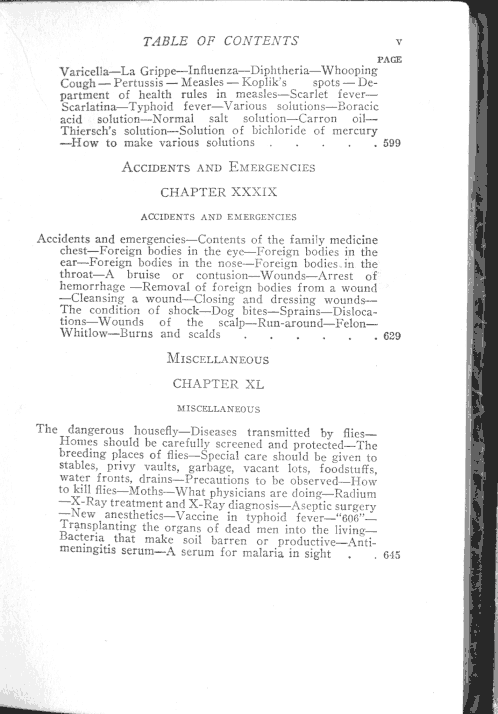 TABLE OF CONTENTS v
PAGE
Varicella—La Grippe—Influenza—Diphtheria—Whooping
Cough — Pertussis — Measles — Koplik's spots — De-
partment of health rules in measles—Scarlet fever—
Scarlatina—Typhoid fever—Various solutions—Boracic
acid solution—Normal salt solution—Carron oil—
Thiersch's solution—Solution of bichloride of mercury
—How to make various solutions . . . . . 599
ACCIDENTS AND EMERGENCIES
CHAPTER XXXIX
ACCIDENTS AND EMERGENCIES
Accidents and emergencies—Contents of the family medicine
chest—Foreign bodies in the eye—Foreign bodies in the
ear—Foreign bodies in the nose—Foreign bodies in the
throat—A bruise or contusion—Wounds—Arrest of
hemorrhage —Removal of foreign bodies from a wound
—Cleansing a wound—Closing and dressing wounds—
The condition of shock—Dog bites—Sprains—Disloca-
tions—Wounds of the scalp—Run-around—Felon—
Whitlow—Burns and scalds . . . . . . 629
MISCELLANEOUS
CHAPTER XL
MISCELLANEOUS
The dangerous housefly—Diseases transmitted by flies—
Homes should be carefully screened and protected—The
breeding places of flies—Special care should be given to
stables, privy vaults, garbage, vacant lots, foodstuffs,
water fronts, drains—Precautions to be observed—How
to kill flies—Moths—What physicians are doing—Radium
—X-Ray treatment and X-Ray diagnosis—Aseptic surgery
—New anesthetics—Vaccine in typhoid fever—"606"—
Transplanting the organs of dead men into the living—
Bacteria that make soil barren or productive—Anti-
meningitis serum—A serum for malaria in sight . . 645